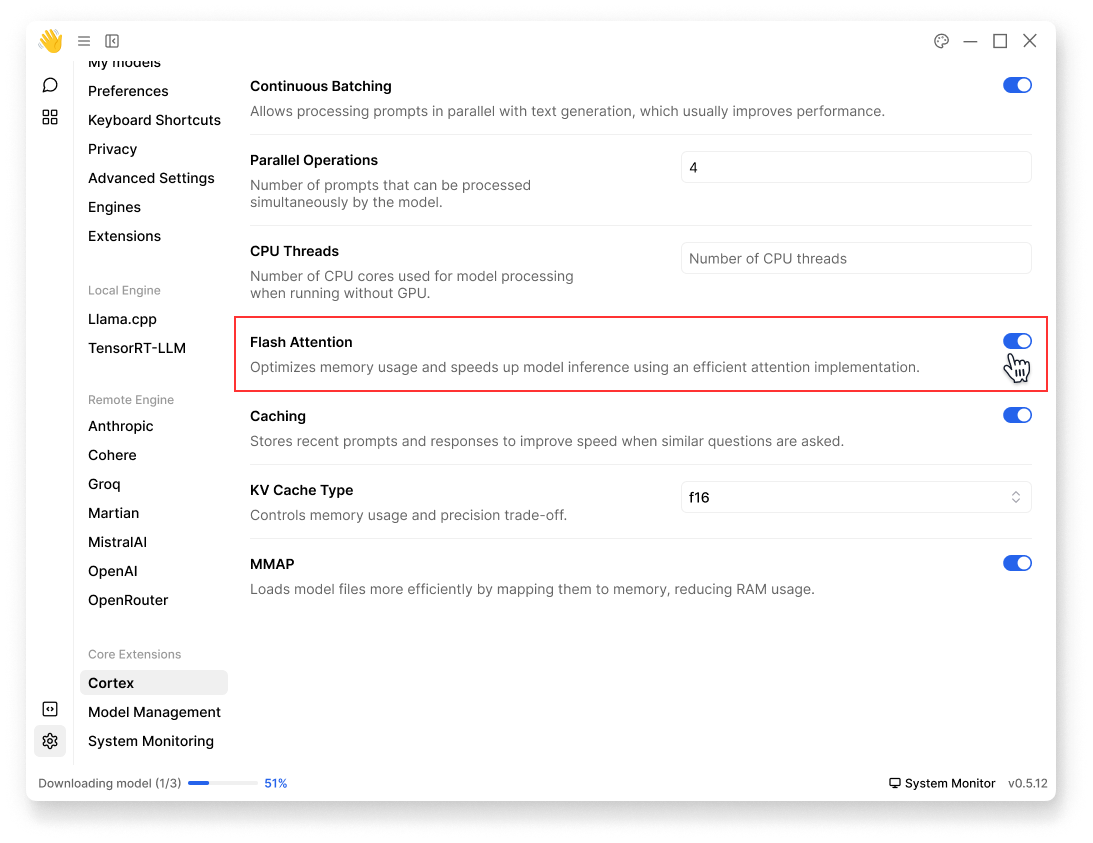 My models
Preferences
Keyboard Shortcuts
Privacy
Advanced Settings
Engines
Extensions
Local Engine
Llama.cpp
TensorRT-LLM
Remote Engine
Anthropic
Cohere
Groq
Martian
MistralAI
OpenAI
OpenRouter
Core Extensions
Cortex
Model Management
System Monitoring
Continuous Batching
Allows processing prompts in parallel with text generation, which usually improves performance.
Parallel Operations
Number of prompts that can be processed
simultaneously by the model.
4
CPU Threads
Number of CPU cores used for model processing
when running without GPU.
Number of CPU threads
Flash Attention
Optimizes memory usage and speeds up model inference using an efficient attention implementation.
Caching
Stores recent prompts and responses to improve speed when similar questions are asked.
KV Cache Type
Controls memory usage and precision trade-off.
f16
MMAP
Loads model files more efficiently by mapping them to memory, reducing RAM usage.
Downloading model (1/3) 51%
System Monitor v0.5.12